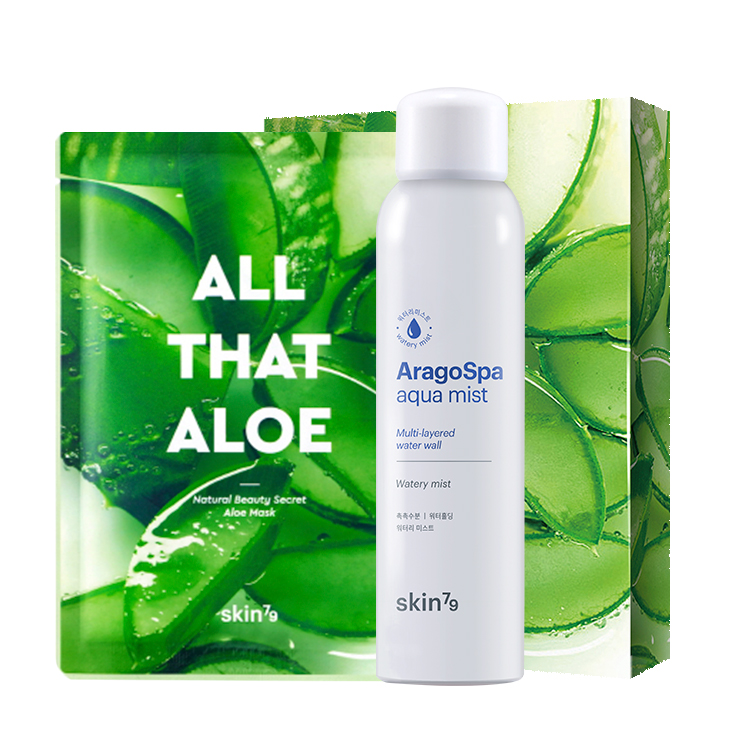 ALL
THAT
ALOE
Natural Beauty Secret
Aloe Mask
skin79
워터리미스트
watery mist
AragoSpa
aqua mist
Multi-layered
water wall
Watery mist
촉촉수분 | 워터홀딩
워터리 미스트
skin79